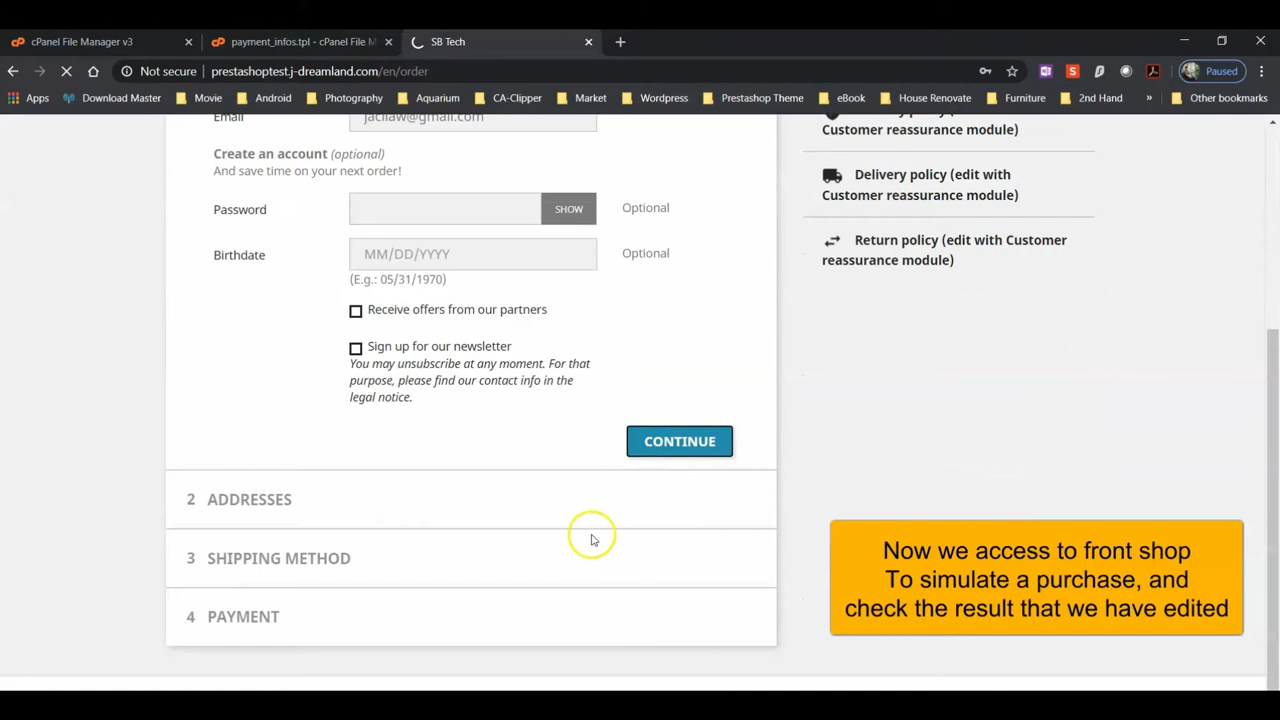 cPanel File Manager v3
payment_infos.tpl - cPanel File M
SB Tech
Not secure
prestashoptest.j-dreamland.com/en/order
Paused
Apps
Download Master
Movie
Android
Photography
Aquarium
CA-Clipper
Market
Wordpress
Prestashop Theme
eBook
House Renovate
Furniture
2nd Hand
»
Other bookmarks
Email
jacilaw@gmail.com
Create an account (optional)
And save time on your next order!
Password
SHOW
Optional
Birthdate
MM/DD/YYYY
Optional
(E.g.: 05/31/1970)
Receive offers from our partners
Sign up for our newsletter
You may unsubscribe at any moment. For that
purpose, please find our contact info in the
legal notice.
CONTINUE
2 ADDRESSES
3 SHIPPING METHOD
4 PAYMENT
Customer reassurance module)
Delivery policy (edit with
Customer reassurance module)
Return policy (edit with Customer
reassurance module)
Now we access to front shop
To simulate a purchase, and
check the result that we have edited